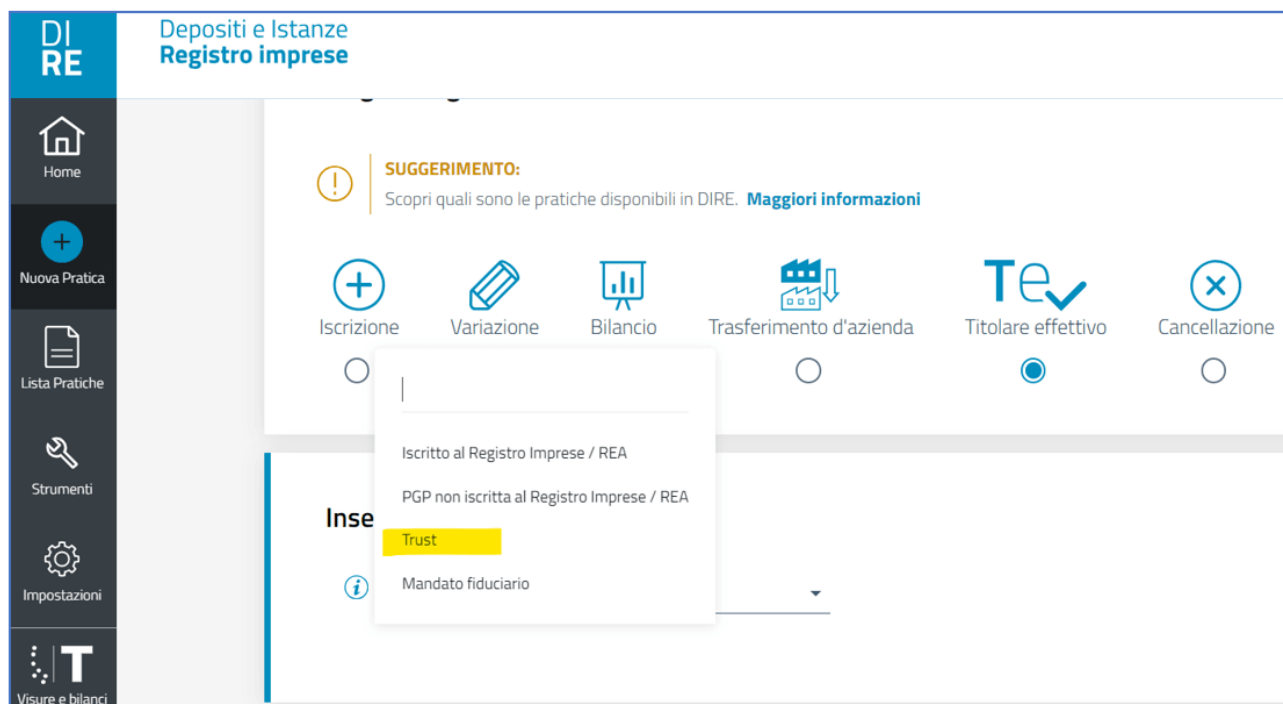 DI
RE
Depositi e Istanze
Registro imprese
Home
Nuova Pratica
Lista Pratiche
Strumenti
Impostazioni
Visure e bilanci
SUGGERIMENTO:
Scopri quali sono le pratiche disponibili in DIRE. Maggiori informazioni
Te
Iscrizione
Variazione
Bilancio
Trasferimento d'azienda
Titolare effettivo
Cancellazione
Iscritto al Registro Imprese / REA
PGP non iscritta al Registro Imprese / REA
Inse
Trust
Mandato fiduciario
T